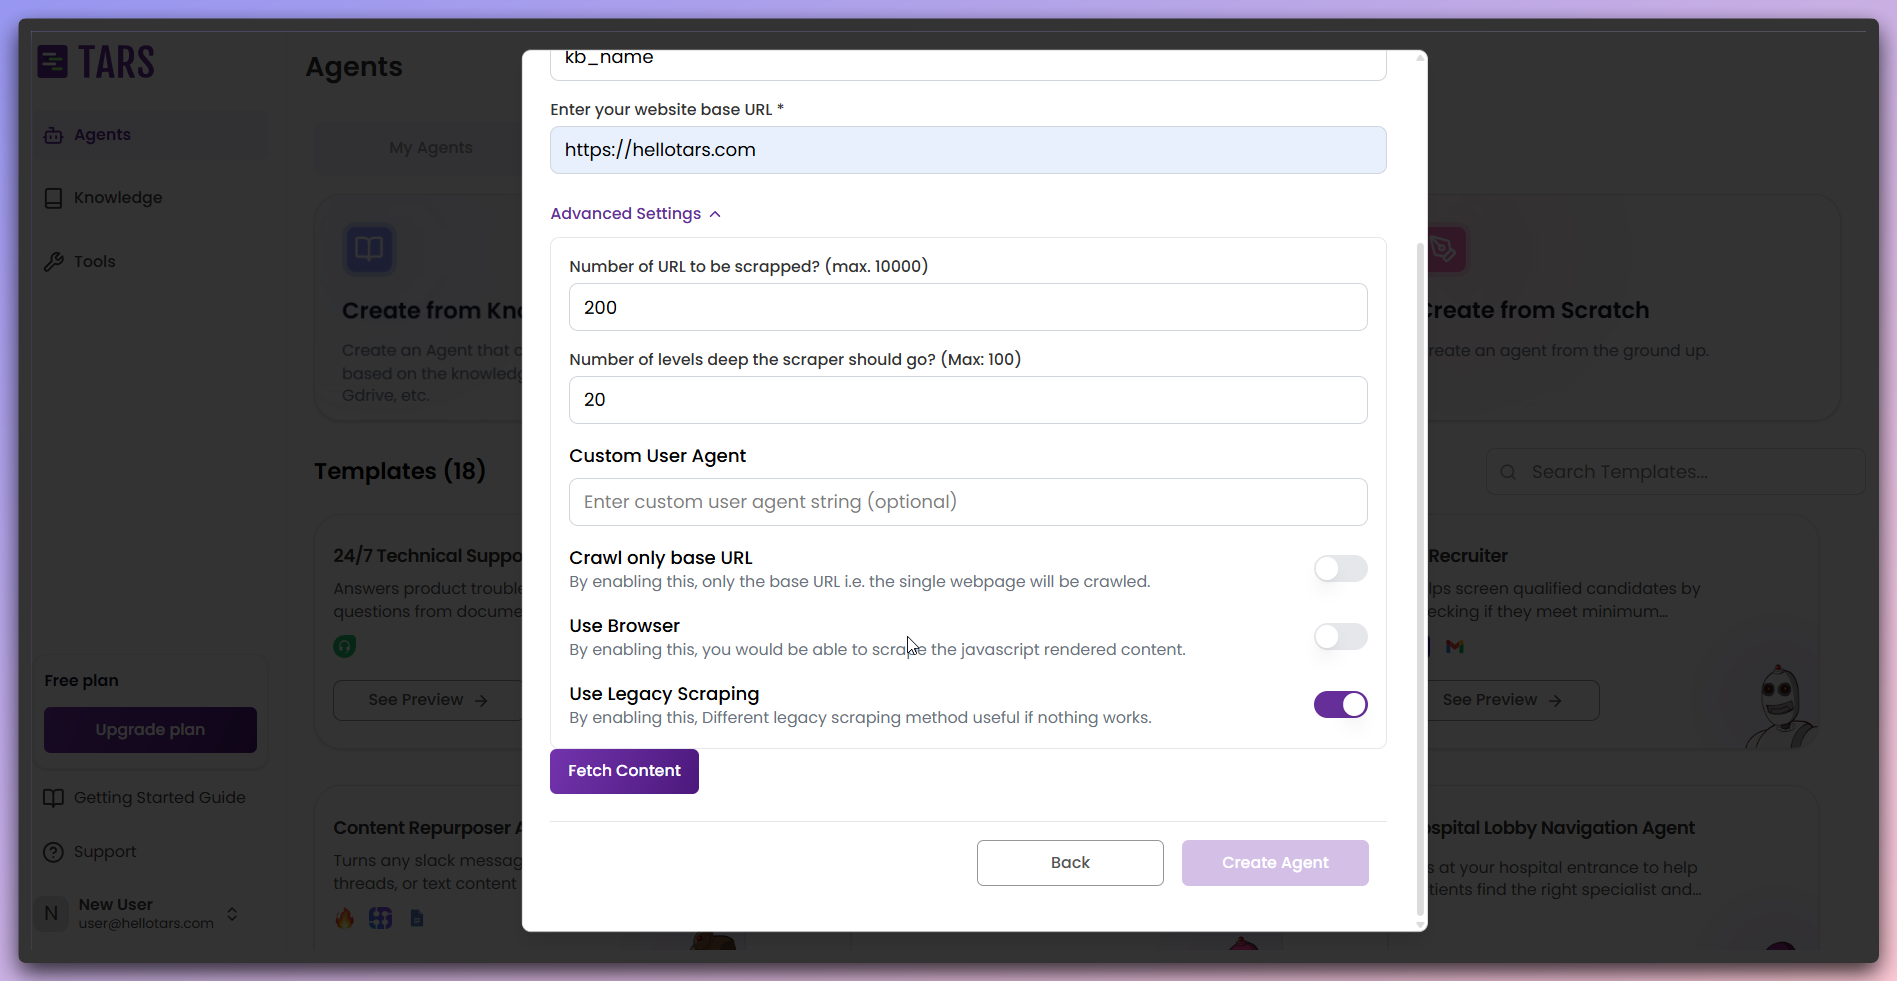 TARS
Agents
Knowledge
Tools
Free plan
Upgrade plan
Getting Started Guide
Support
N
New User
user@hellotars.com
Agents
My Agents
Create from Kno
Create an Agent that
based on the knowled
Gdrive, etc.
Create from Scratch
reate an agent from the ground up.
Templates (18)
Search Templates...
24/7 Technical Suppo
Answers product trouble
questions from docume
See Preview
Recruiter
lps screen qualified candidates by
ecking if they meet minimum...
See Preview
Content Repurposer A
Turns any slack messag
threads, or text content
ospital Lobby Navigation Agent
s at your hospital entrance to help
tients find the right specialist and...
kb_name
Enter your website base URL *
https://hellotars.com
Advanced Settings
Number of URL to be scrapped? (max. 10000)
200
Number of levels deep the scraper should go? (Max: 100)
20
Custom User Agent
Enter custom user agent string (optional)
Crawl only base URL
By enabling this, only the base URL i.e. the single webpage will be crawled.
Use Browser
By enabling this, you would be able to scrape the javascript rendered content.
Use Legacy Scraping
By enabling this, Different legacy scraping method useful if nothing works.
Fetch Content
Back
Create Agent